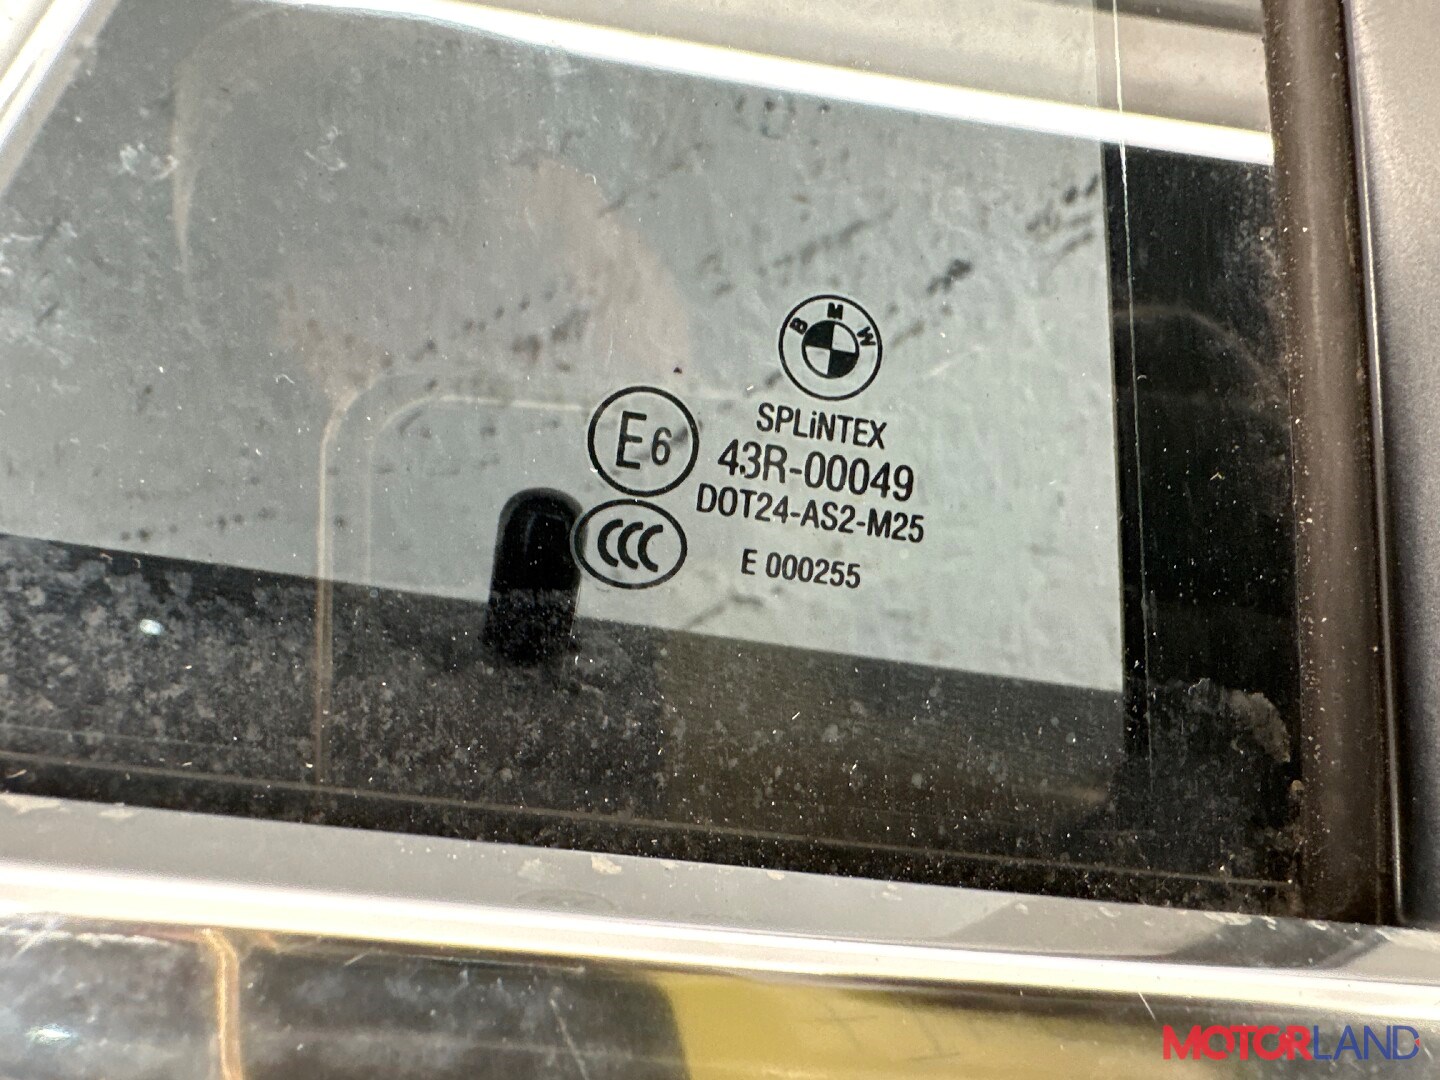 BMW
SPLiNTEX
E6
43R-00049
DOT24-AS2-M25
CCC
E 000255
MOTORLAND